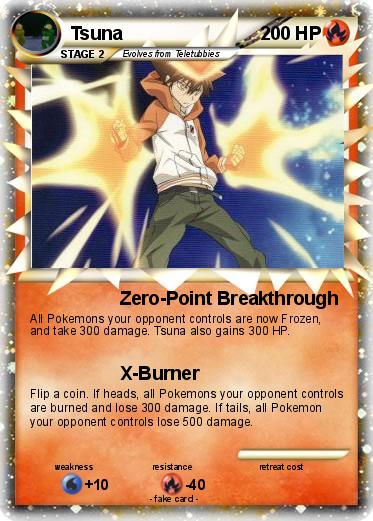 Tsuna 200 HP
STAGE 2 Evolves from Teletubbies
Zero-Point Breakthrough
All Pokemons your opponent controls are now Frozen,
and take 300 damage. Tsuna also gains 300 HP.
X-Burner
Flip a coin. If heads, all Pokemons your opponent controls
are burned and lose 300 damage. If tails, all Pokemon
your opponent controls lose 500 damage.
weakness resistance retreat cost
+10 -40
- fake card -